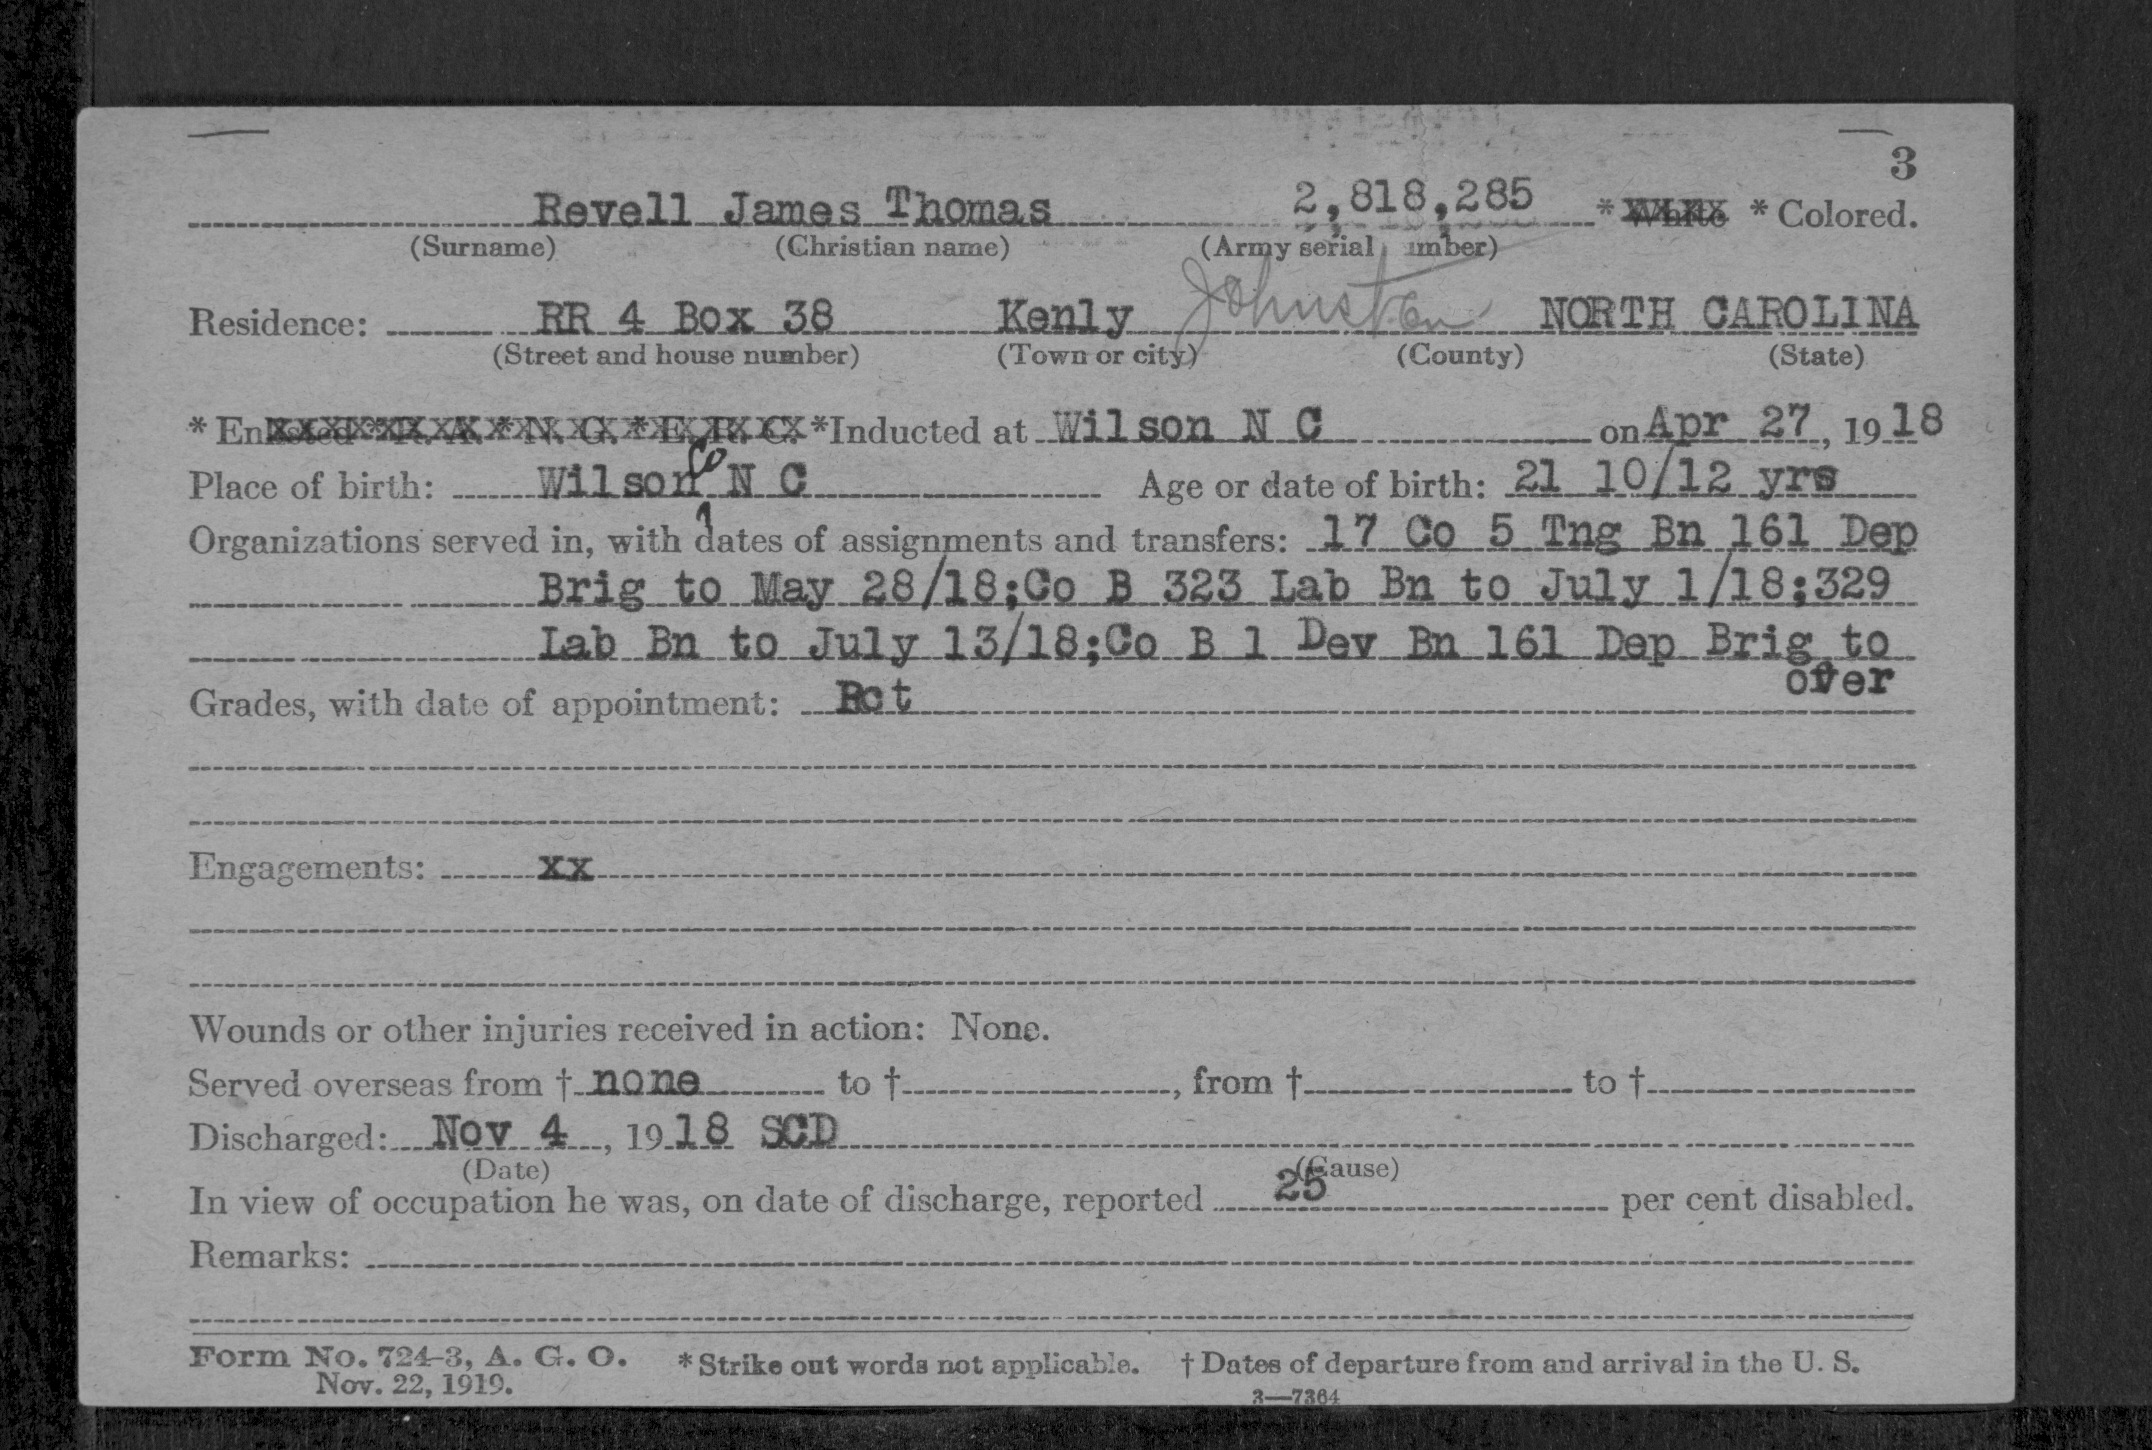 3
Revell James Thomas 2,818,285 * White * Colored.
(Surname) (Christian name) (Army serial number)
Residence: RR 4 Box 38 Kenly Johnston NORTH CAROLINA
(Street and house number) (Town or city) (County) (State)
* Enlisted * R. A. * N. G. * E. R. C. *Inducted at Wilson N C on Apr 27, 1918
Place of birth: Wilson Co N C Age or date of birth: 21 10/12 yrs
Organizations served in, with dates of assignments and transfers: 17 Co 5 Tng Bn 161 Dep
Brig to May 28/18;Co B 323 Lab Bn to July 1/18;329
Lab Bn to July 13/18;Co B 1 Dev Bn 161 Dep Brig to
over
Grades, with date of appointment:
Engagements: xx
Wounds or other injuries received in action: None.
Served overseas from † none to †, from † to †
Discharged: Nov 4, 1918 SCD
(Date) (Cause)
In view of occupation he was, on date of discharge, reported 25 per cent disabled.
Remarks:
Form No. 724-3, A. G. O. *Strike out words not applicable. † Dates of departure from and arrival in the U. S.
Nov. 22, 1919.
3—7364